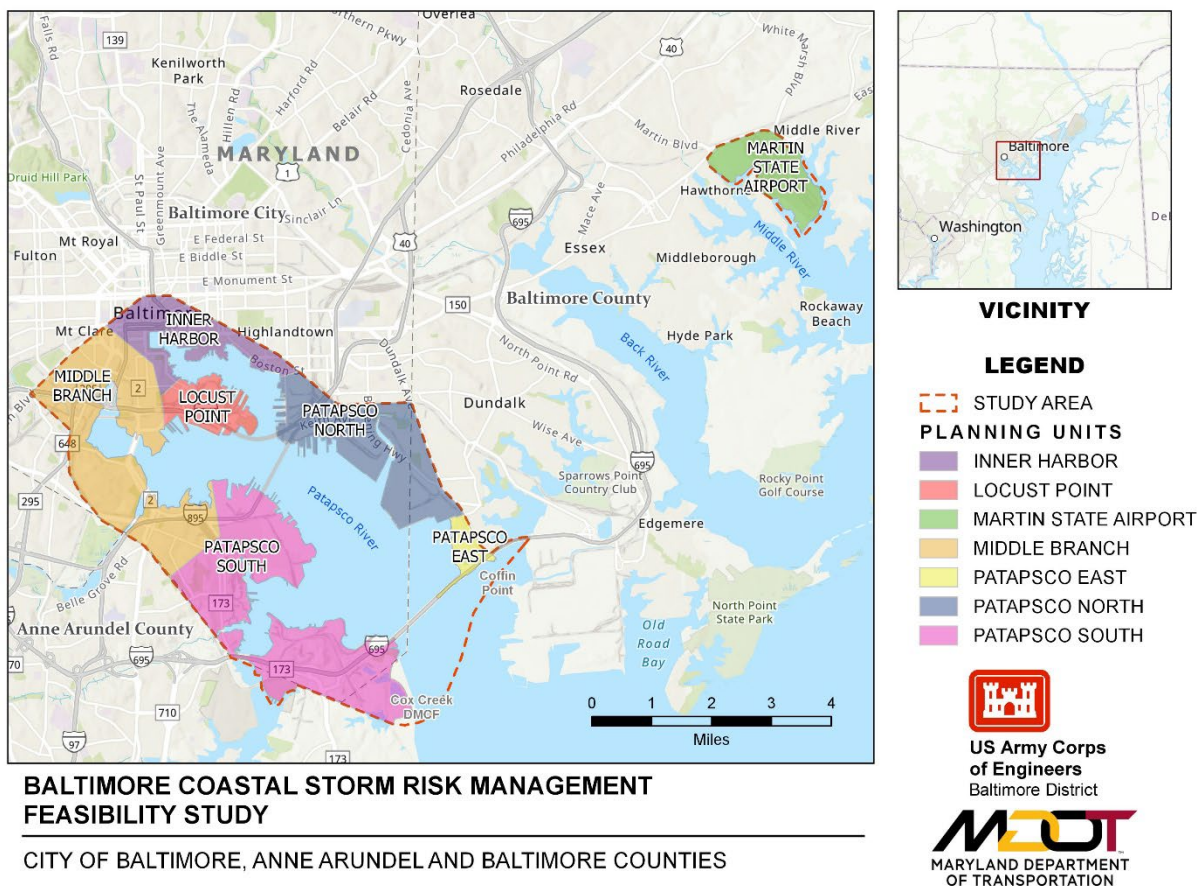 139
Kenilworth
Park
Northern Pkwy
Overlea
40
White Marsh Blvd
Falls Rd
Hillen Rd
Harford Rd
Belair Rd
Cedonia Ave
Rosedale
Philadelphia Rd
The Alameda
Martin Blvd
Middle River
MARTIN
STATE
AIRPORT
Hawthorne
MARYLAND
1
Druid Hill Park
St Paul St
Greenmount Ave
Baltimore City
Sinclair Ln
695
Mace Ave
Mt Royal
E Federal St
40
Essex
Middle River
Fulton
E Biddle St
Middleborough
E Monument St
Baltimore County
150
Rockaway
Beach
Mt Clare
INNER
HARBOR
Highlandtown
Hyde Park
Boston St
Dundalk Ave
North Point Rd
Back River
MIDDLE
BRANCH
2
LOCUST
POINT
PATAPSCO
NORTH
Dundalk
648
Wise Ave
695
Sparrows Point
Country Club
Rocky Point
Golf Course
295
2
895
Patapsco River
Edgemere
PATAPSCO
SOUTH
PATAPSCO
EAST
Coffin
Point
Belle Grove Rd
173
North Point
State Park
Anne Arundel County
Old
Road
Bay
70
695
173
695
Cox Creek
DMCF
710
97
173
0 1 2 3 4
Miles
Baltimore
Washington
Del
VICINITY
LEGEND
STUDY AREA
PLANNING UNITS
INNER HARBOR
LOCUST POINT
MARTIN STATE AIRPORT
MIDDLE BRANCH
PATAPSCO EAST
PATAPSCO NORTH
PATAPSCO SOUTH
US Army Corps
of Engineers
Baltimore District
MDOT
MARYLAND DEPARTMENT
OF TRANSPORTATION
BALTIMORE COASTAL STORM RISK MANAGEMENT
FEASIBILITY STUDY
CITY OF BALTIMORE, ANNE ARUNDEL AND BALTIMORE COUNTIES